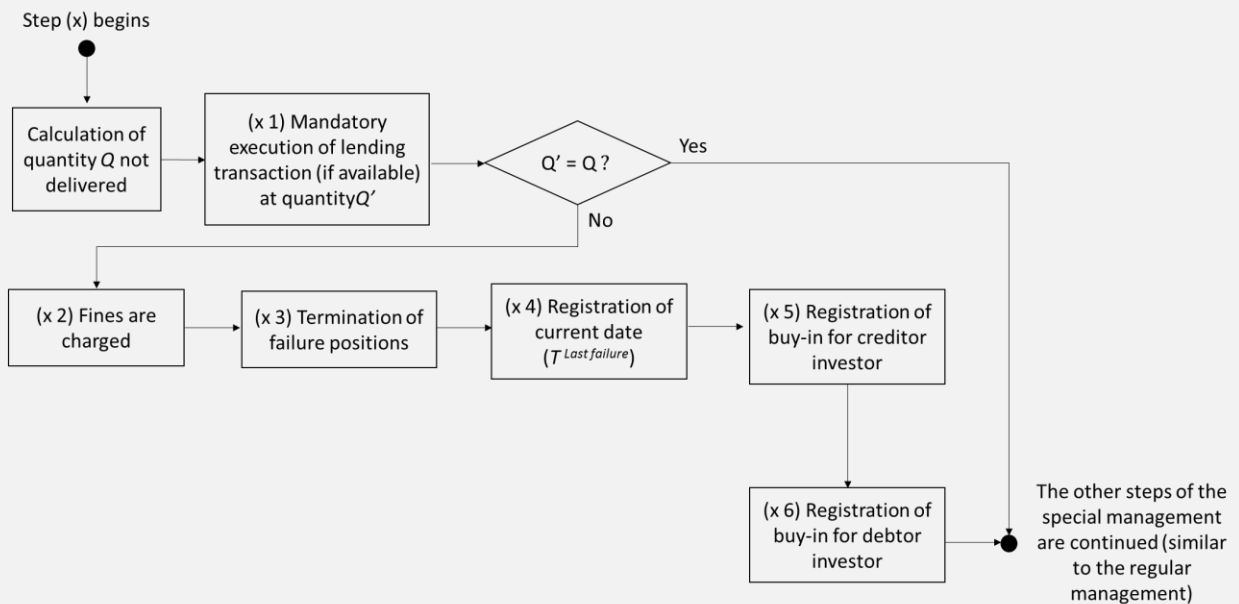 Step (x) begins
Calculation of
quantity Q not
delivered
(x 1) Mandatory
execution of lending
transaction (if available)
at quantityQ’
Q’ = Q ?
Yes
No
(x 2) Fines are
charged
(x 3) Termination of
failure positions
(x 4) Registration of
current date
(T Last failure)
(x 5) Registration of
buy-in for creditor
investor
(x 6) Registration of
buy-in for debtor
investor
The other steps of the
special management
are continued (similar
to the regular
management)